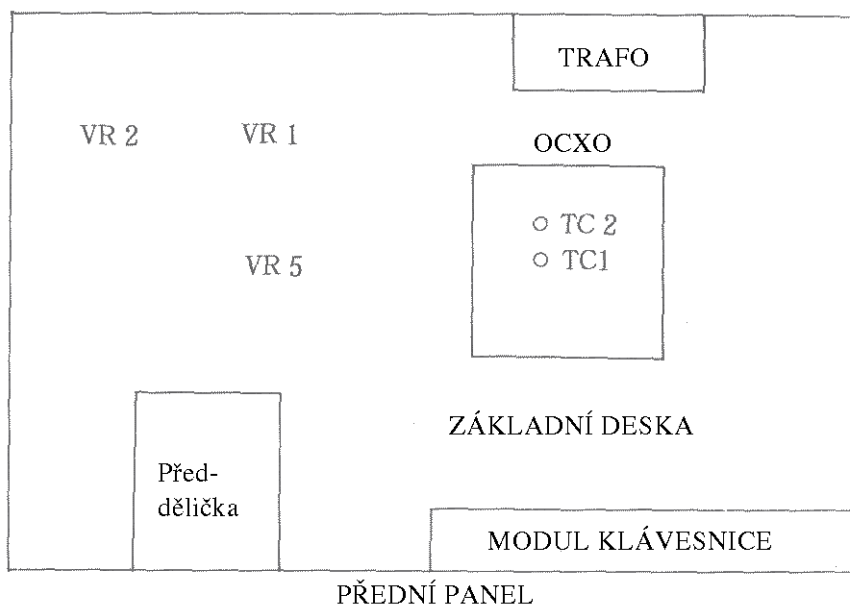 TRAFO
VR 2
VR 1
OCXO
TC 2
VR 5
TC1
ZÁKLADNÍ DESKA
Před-
dělička
MODUL KLÁVESNICE
PŘEDNÍ PANEL